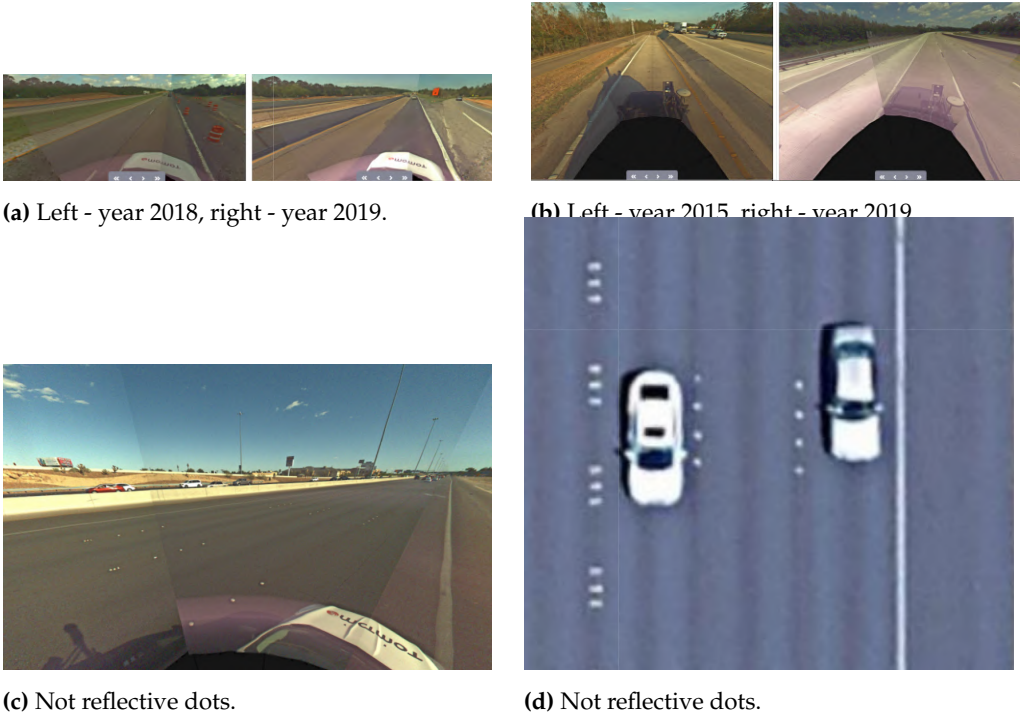 (a) Left - year 2018, right - year 2019.
(b) Left - year 2015, right - year 2019
(c) Not reflective dots.
(d) Not reflective dots.